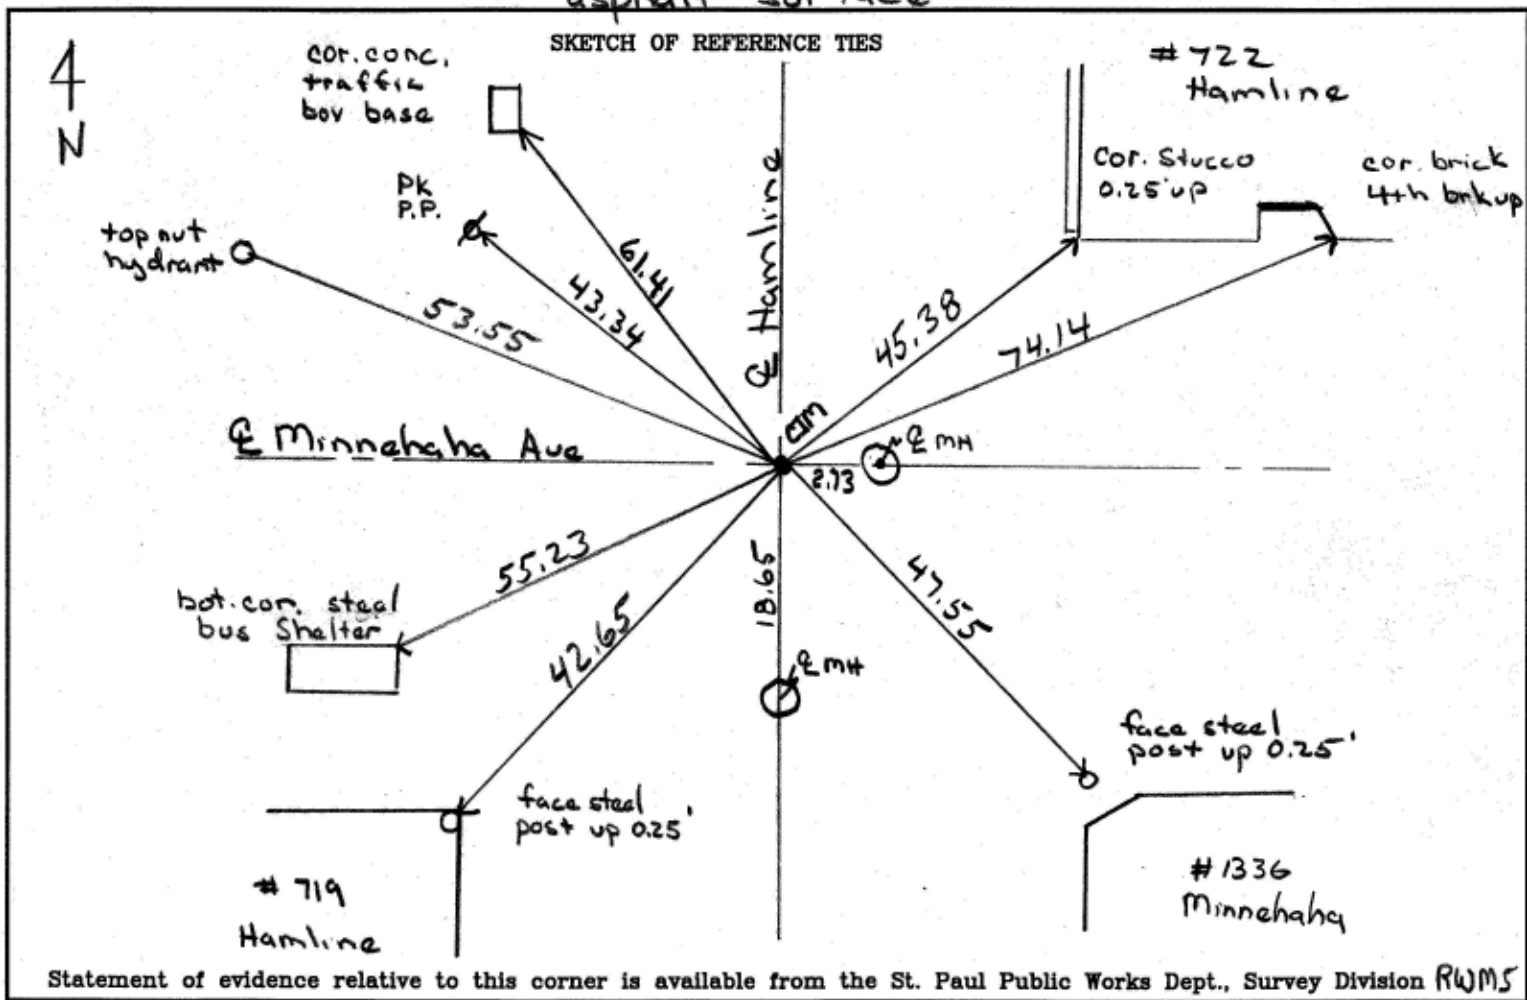 asphalt surface
SKETCH OF REFERENCE TIES
N
cor. conc.
traffic
bov base
# 722
Hamline
Cor. Stucco
0.25'up
cor. brick
4th brk up
PK
P.P.
top nut
hydrant
℄ Hamline
61.41
43.34
53.55
45.38
74.14
℄ Minnehaha Ave
CIM
℄ MH
2.73
55.23
42.65
18.65
47.55
bot. cor. steel
bus Shelter
℄ MH
face steel
post up 0.25'
face steel
post up 0.25'
# 719
Hamline
#1336
Minnehaha
Statement of evidence relative to this corner is available from the St. Paul Public Works Dept., Survey Division RWMS